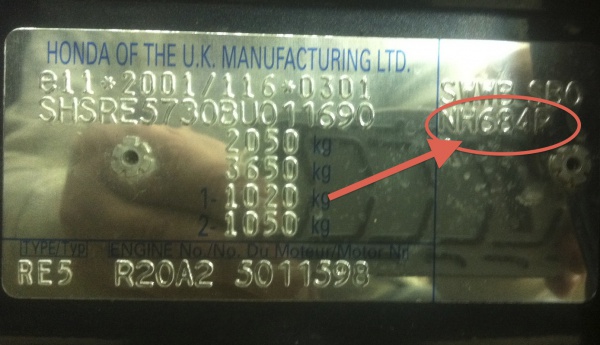 HONDA OF THE U.K. MANUFACTURING LTD.
e11*2001/116*0301
SHSRE5730BU011690
NH684P
2050 kg
3650 kg
1- 1020 kg
2- 1050 kg
TYPE/TYP ENGINE No./No. Du Moteur/Motor Nr
RE5 R20A2 5011598